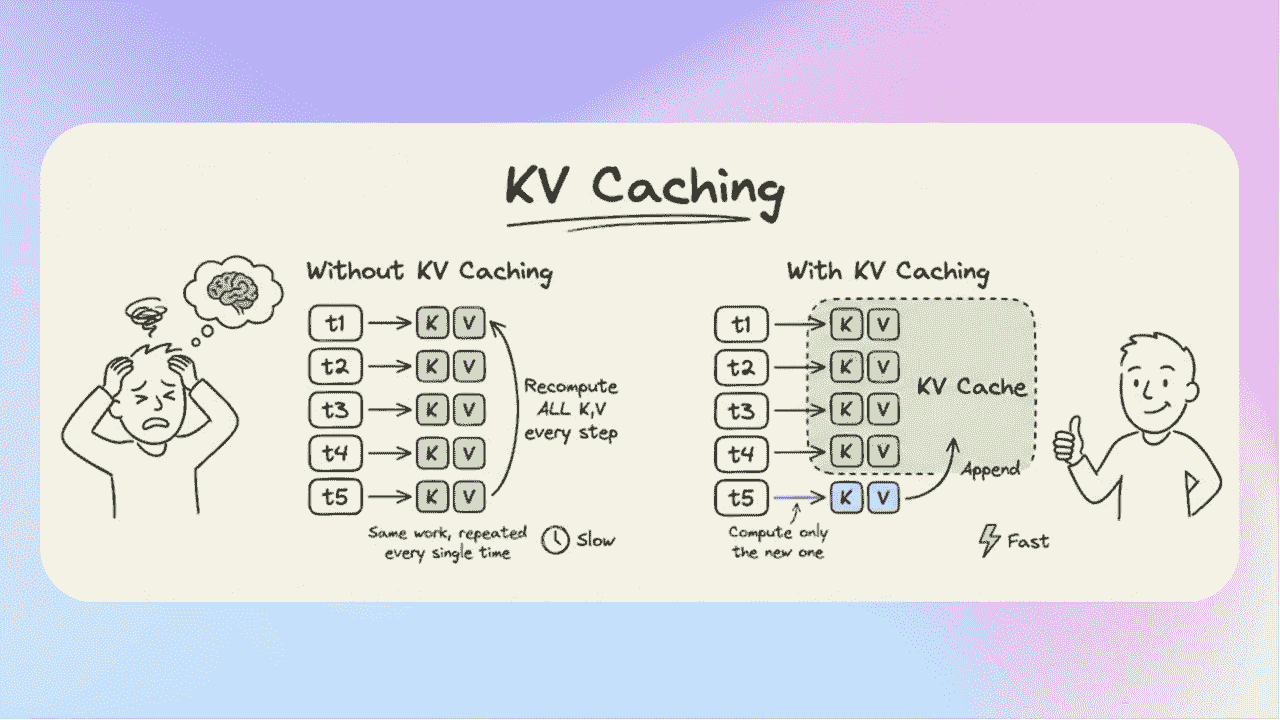 KV Caching
Without KV Caching
t1 K V
t2 K V
t3 K V
t4 K V
t5 K V
Recompute
ALL K,V
every step
Same work, repeated
every single time
Slow
With KV Caching
t1 K V
t2 K V
t3 K V
t4 K V
KV Cache
Append
t5 K V
Compute only
the new one
Fast